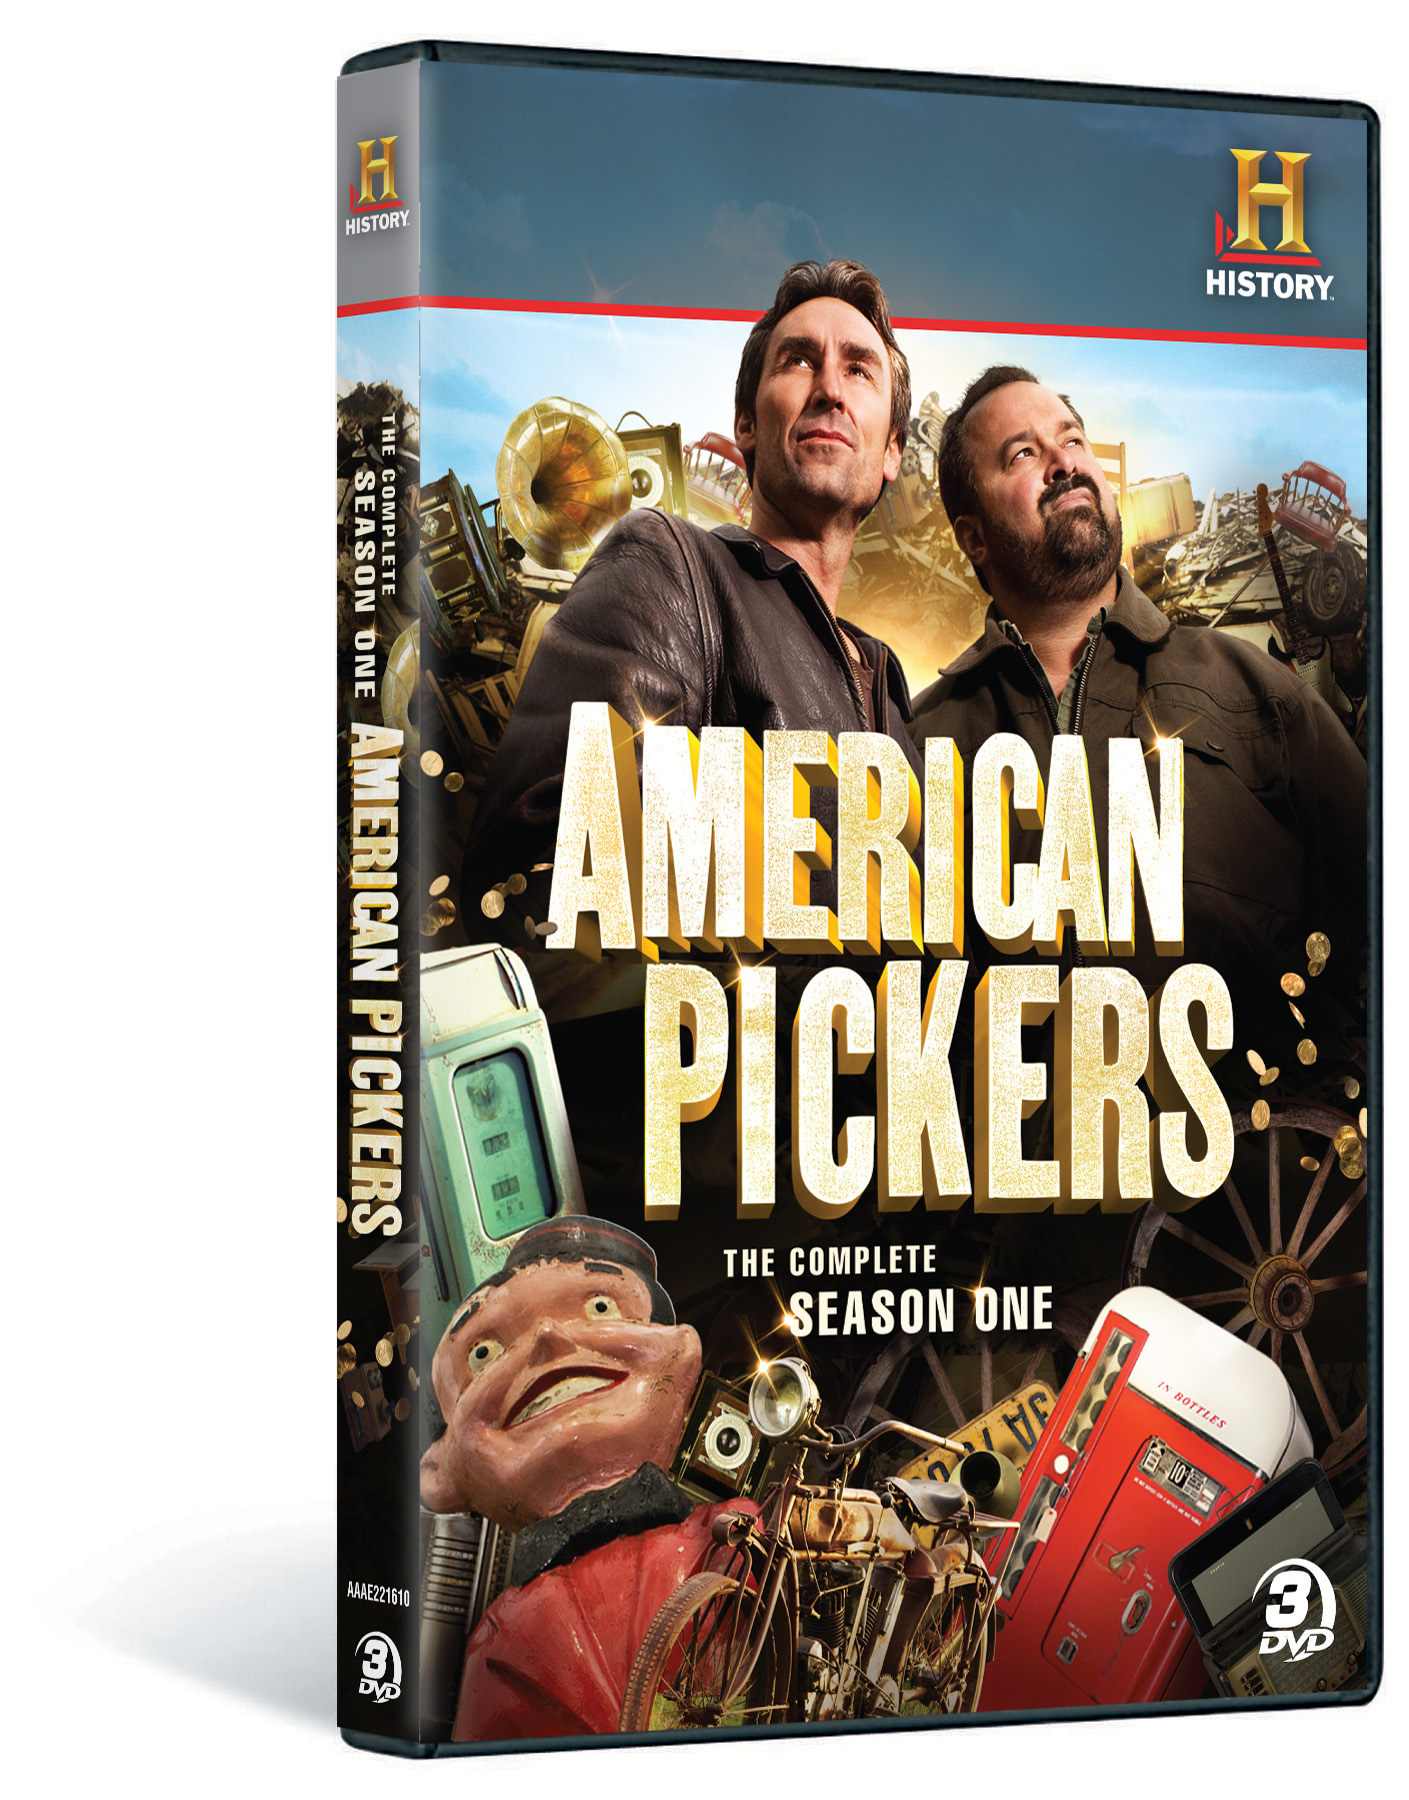 H
HISTORY
THE COMPLETE
SEASON ONE
AMERICAN PICKERS
AAAE221610
3
DVD
H
HISTORY
AMERICAN
PICKERS
THE COMPLETE
SEASON ONE
IN BOTTLES
10¢
3
DVD